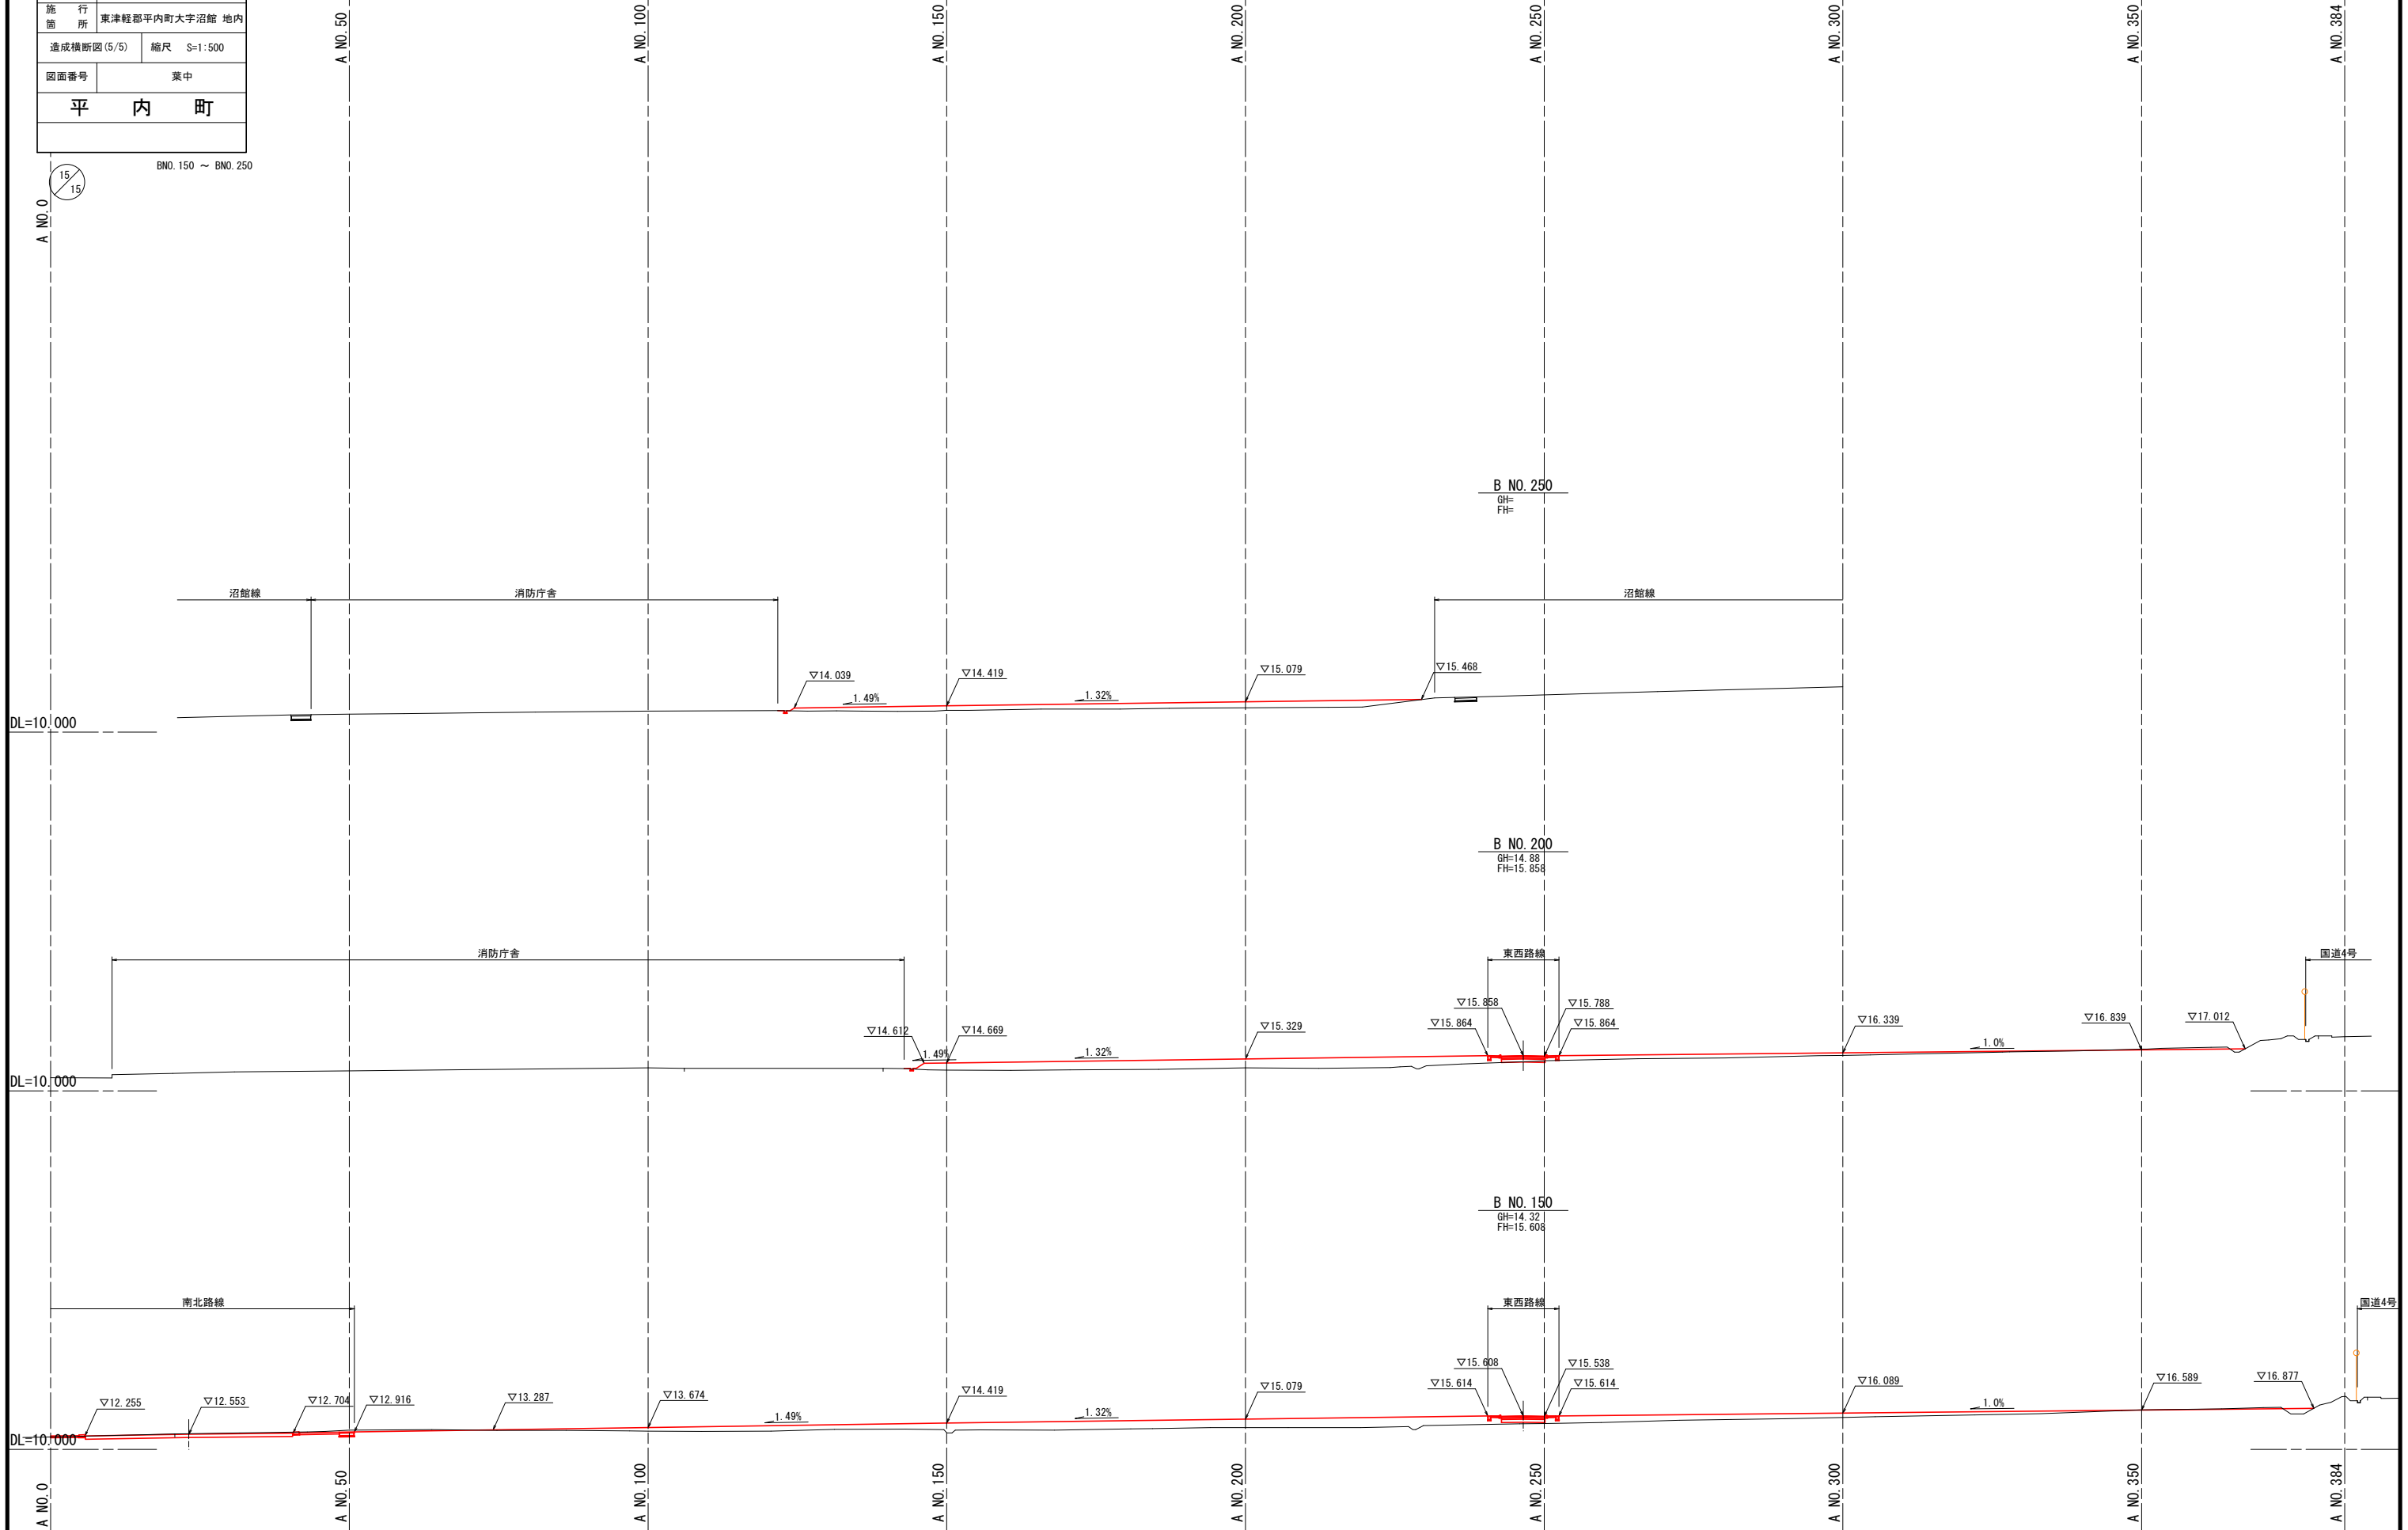 施 行
箇 所
東津軽郡平内町大字沼館 地内
造成横断図(5/5) 縮尺 S=1:500
図面番号 葉中
平 内 町
BNO.150 ～ BNO.250
15
15
A NO.0
A NO.50
A NO.100
A NO.150
A NO.200
A NO.250
A NO.300
A NO.350
A NO.384
B NO.250
GH=
FH=
沼館線
消防庁舎
沼館線
▽14.039
1.49%
▽14.419
1.32%
▽15.079
▽15.468
DL=10.000
B NO.200
GH=14.88
FH=15.858
消防庁舎
東西路線
国道4号
▽14.612
1.49%
▽14.669
1.32%
▽15.329
▽15.864
▽15.858
▽15.788
▽15.864
▽16.339
1.0%
▽16.839
▽17.012
DL=10.000
B NO.150
GH=14.32
FH=15.608
南北路線
東西路線
国道4号
▽12.255
▽12.553
▽12.704
▽12.916
▽13.287
▽13.674
1.49%
▽14.419
1.32%
▽15.079
▽15.614
▽15.608
▽15.538
▽15.614
▽16.089
1.0%
▽16.589
▽16.877
DL=10.000
A NO.0
A NO.50
A NO.100
A NO.150
A NO.200
A NO.250
A NO.300
A NO.350
A NO.384